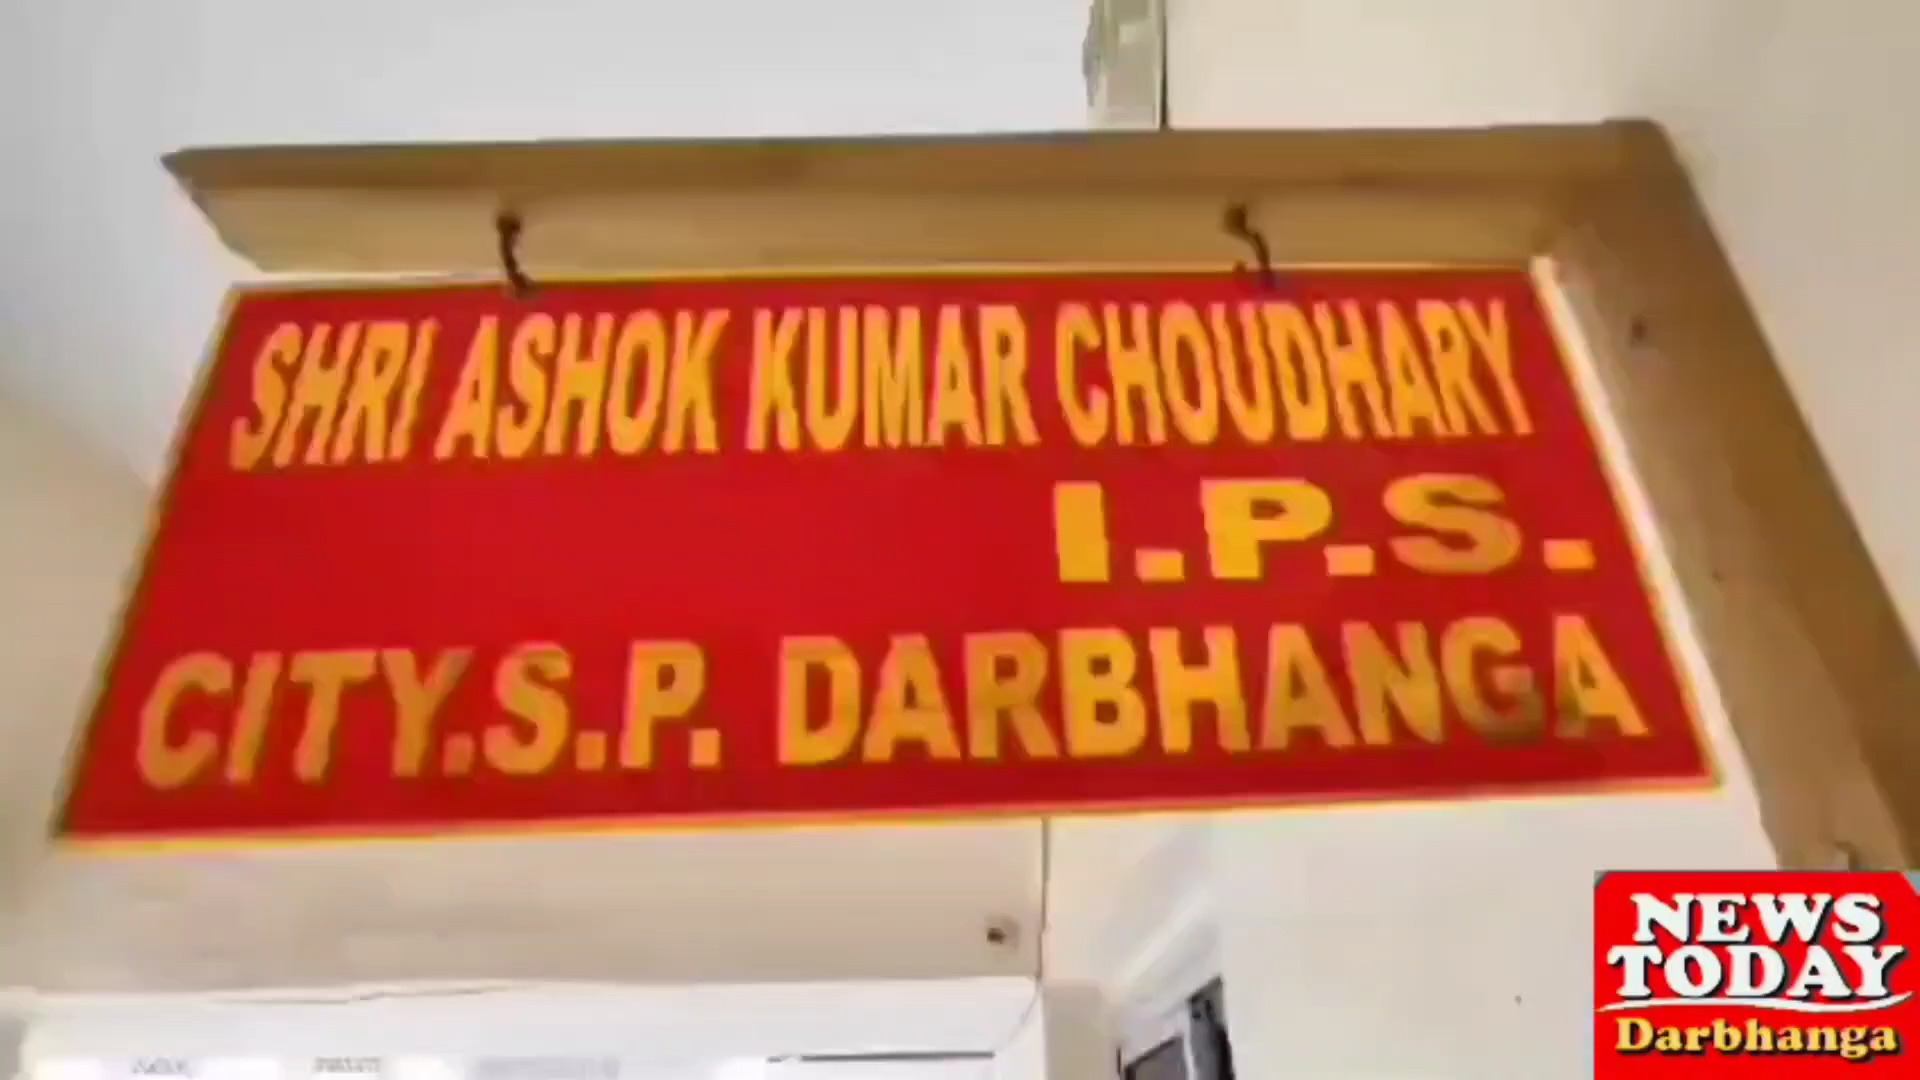 SHRI ASHOK KUMAR CHOUDHARY
I.P.S.
CITY.S.P. DARBHANGA
NEWS
TODAY
Darbhanga